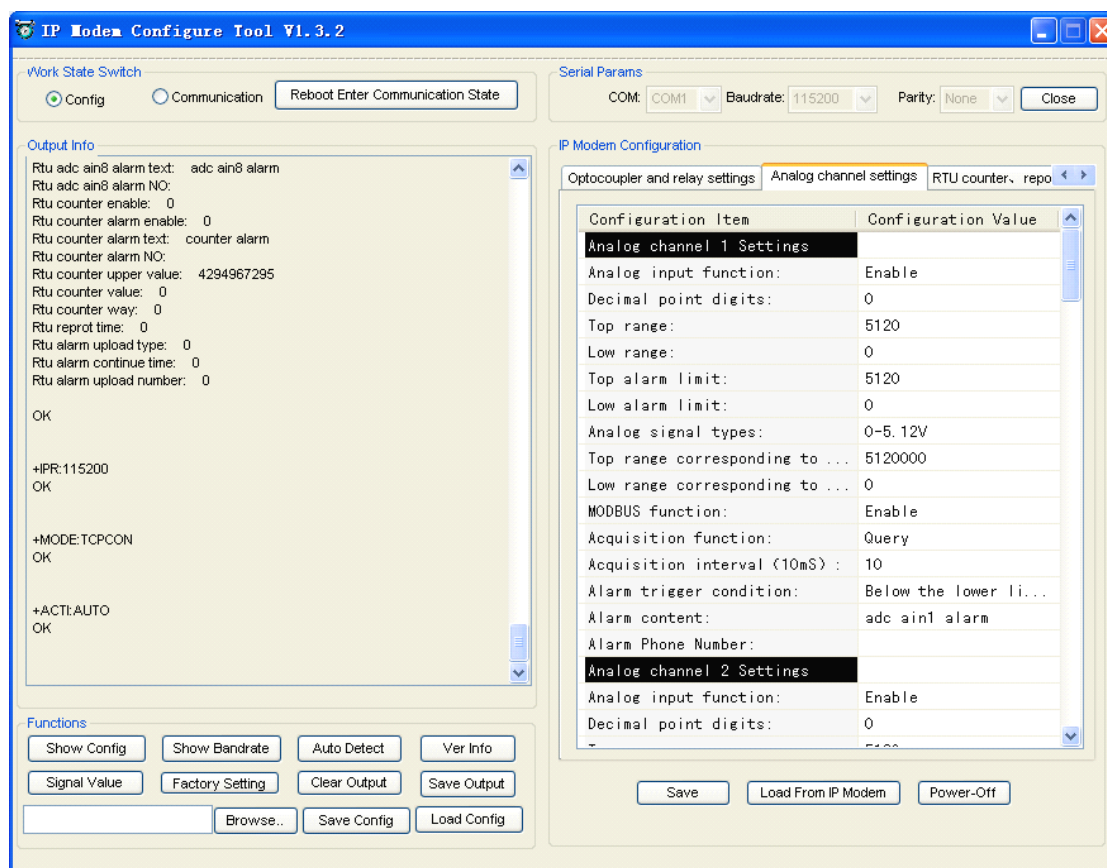 IP Modem Configure Tool V1.3.2
Work State Switch
Config
Communication
Reboot Enter Communication State
Serial Params
COM: COM1 Baudrate: 115200 Parity: None Close
Output Info
Rtu adc ain8 alarm text: adc ain8 alarm
Rtu adc ain8 alarm NO:
Rtu counter enable: 0
Rtu counter alarm enable: 0
Rtu counter alarm text: counter alarm
Rtu counter alarm NO:
Rtu counter upper value: 4294967295
Rtu counter value: 0
Rtu counter way: 0
Rtu reprot time: 0
Rtu alarm upload type: 0
Rtu alarm continue time: 0
Rtu alarm upload number: 0
OK
+IPR:115200
OK
+MODE:TCPCON
OK
+ACTI:AUTO
OK
Functions
Show Config Show Bandrate Auto Detect Ver Info
Signal Value Factory Setting Clear Output Save Output
Browse.. Save Config Load Config
IP Modem Configuration
Optocoupler and relay settings Analog channel settings RTU counter、repo
Configuration Item Configuration Value
Analog channel 1 Settings
Analog input function: Enable
Decimal point digits: 0
Top range: 5120
Low range: 0
Top alarm limit: 5120
Low alarm limit: 0
Analog signal types: 0-5.12V
Top range corresponding to ... 5120000
Low range corresponding to ... 0
MODBUS function: Enable
Acquisition function: Query
Acquisition interval (10mS) : 10
Alarm trigger condition: Below the lower li...
Alarm content: adc ain1 alarm
Alarm Phone Number:
Analog channel 2 Settings
Analog input function: Enable
Decimal point digits: 0
Save Load From IP Modem Power-Off